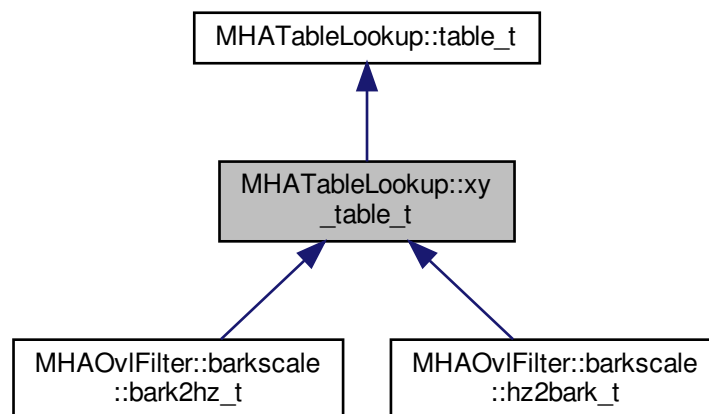 MHATableLookup::table_t
MHATableLookup::xy
_table_t
MHAOvlFilter::barkscale
::bark2hz_t
MHAOvlFilter::barkscale
::hz2bark_t